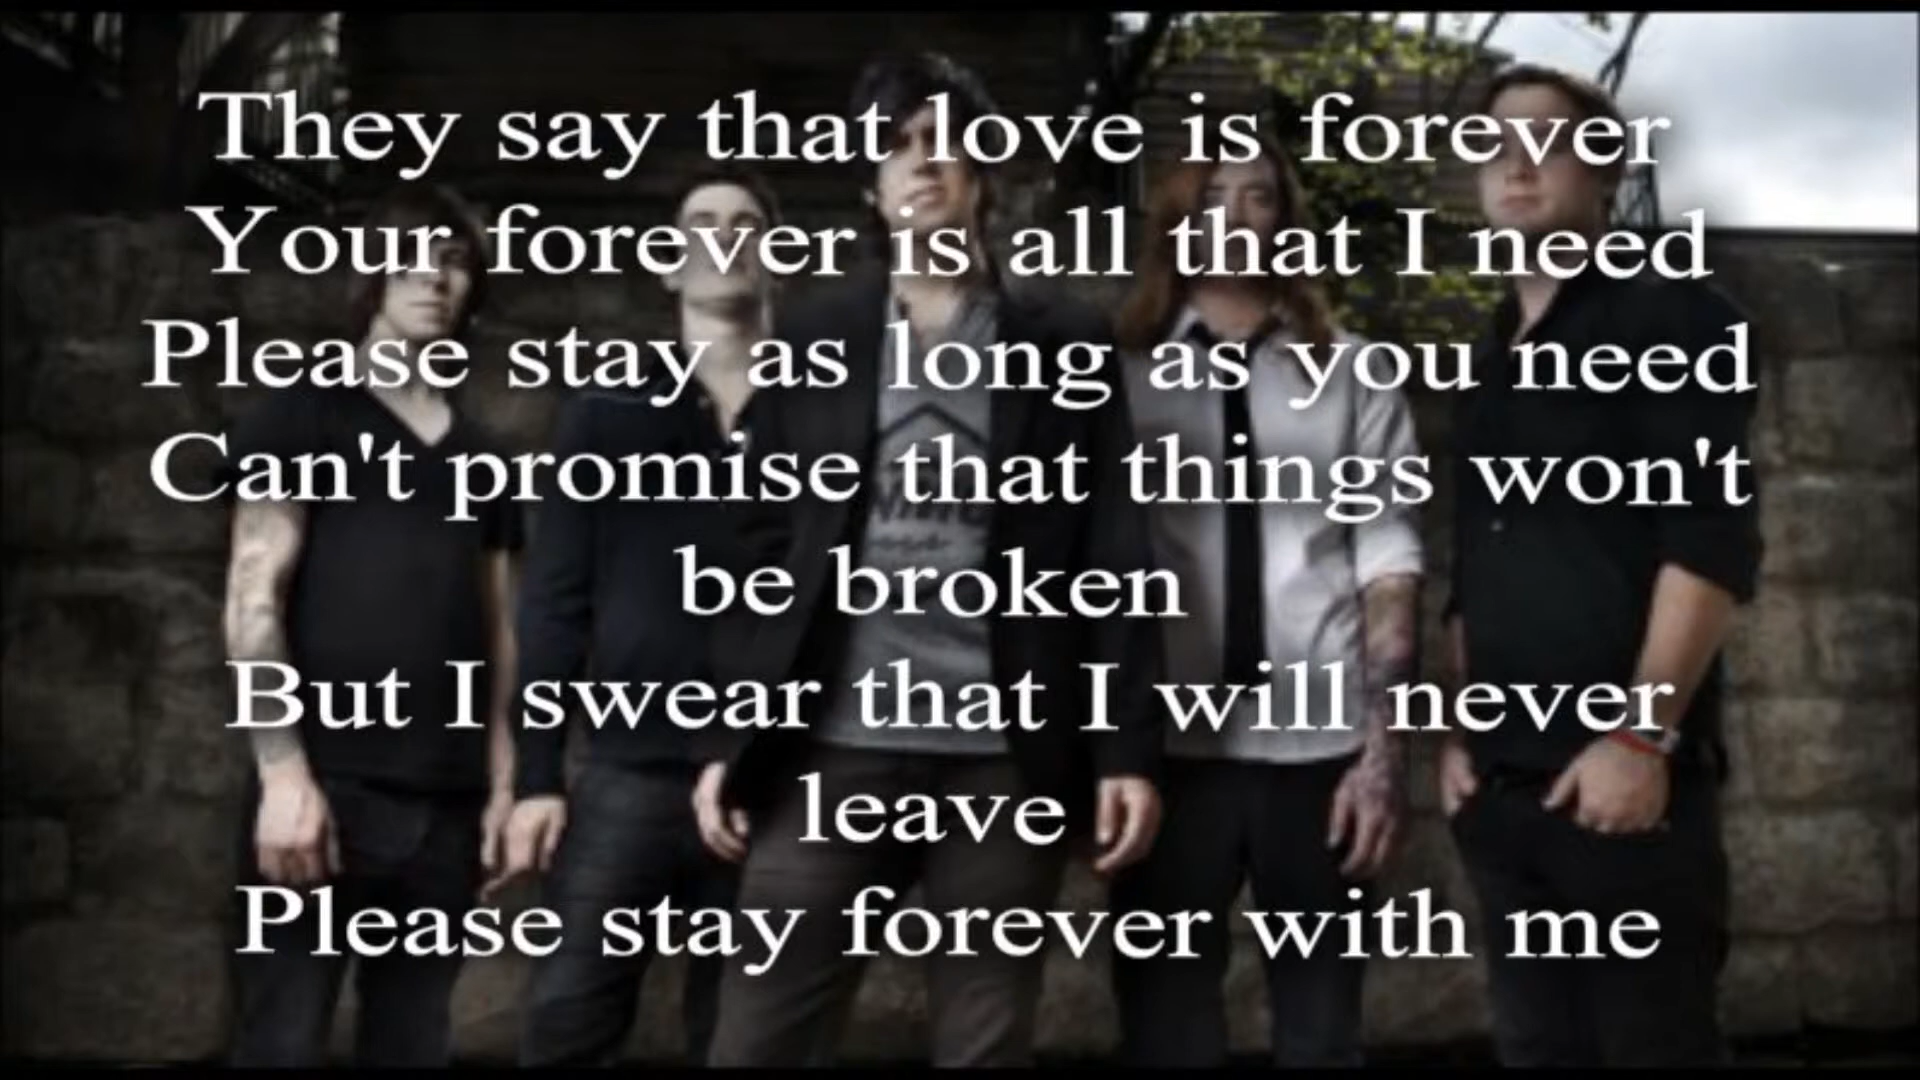 They say that love is forever
Your forever is all that I need
Please stay as long as you need
Can't promise that things won't
be broken
But I swear that I will never
leave
Please stay forever with me